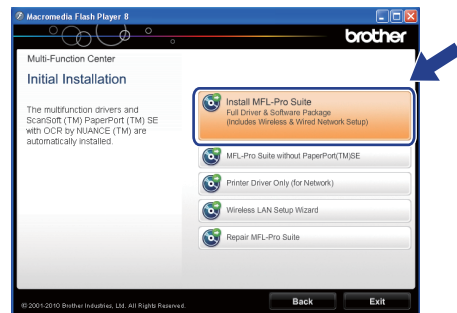 Macromedia Flash Player 8
brother
Multi-Function Center
Initial Installation
The multifunction drivers and
ScanSoft (TM) PaperPort (TM) SE
with OCR by NUANCE (TM) are
automatically installed.
Install MFL-Pro Suite
Full Driver & Software Package
(Includes Wireless & Wired Network Setup)
MFL-Pro Suite without PaperPort(TM)SE
Printer Driver Only (for Network)
Wireless LAN Setup Wizard
Repair MFL-Pro Suite
© 2001-2010 Brother Industries, Ltd. All Rights Reserved.
Back
Exit